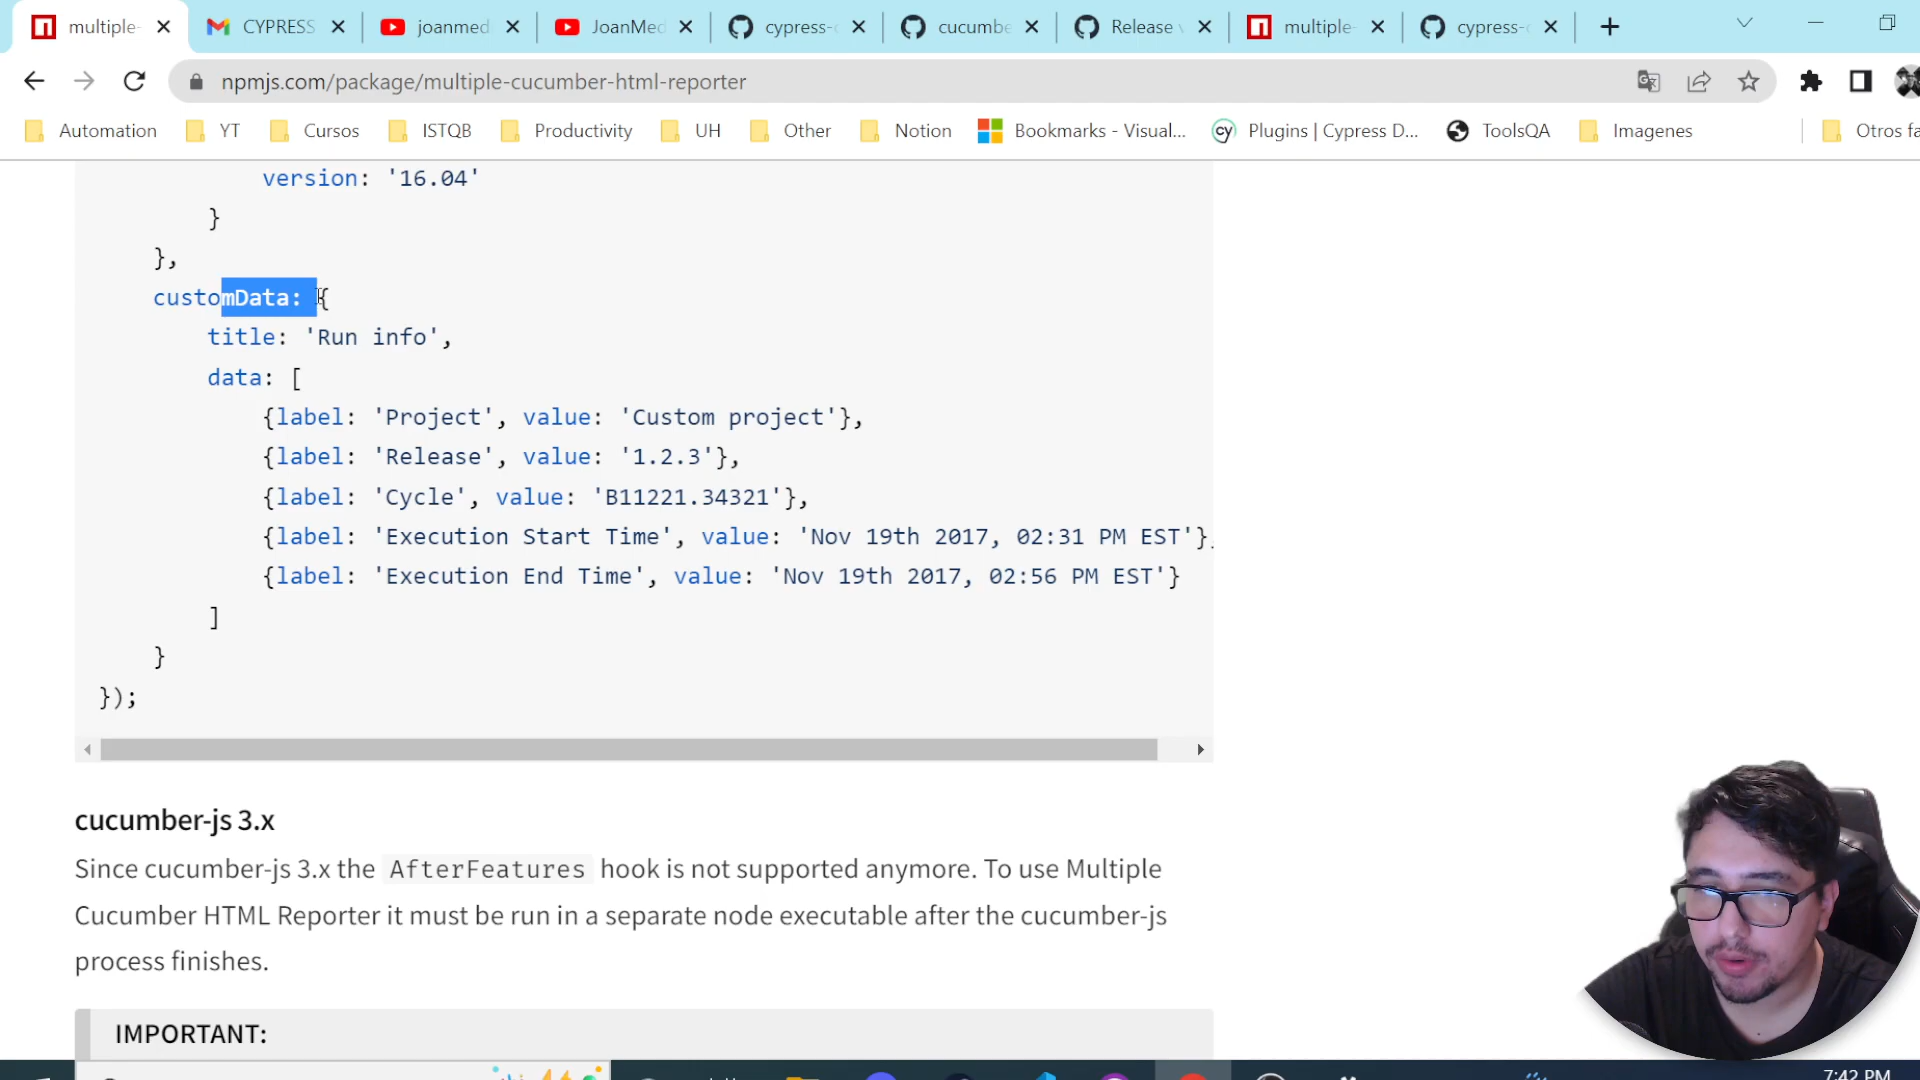 multiple-
CYPRESS
joanmed
JoanMed
cypress-c
cucumbe
Release v
multiple-
cypress-c
npmjs.com/package/multiple-cucumber-html-reporter
Automation
YT
Cursos
ISTQB
Productivity
UH
Other
Notion
Bookmarks - Visual...
cy
Plugins | Cypress D...
ToolsQA
Imagenes
Otros fa
version: '16.04'
}
},
customData: {
title: 'Run info',
data: [
{label: 'Project', value: 'Custom project'},
{label: 'Release', value: '1.2.3'},
{label: 'Cycle', value: 'B11221.34321'},
{label: 'Execution Start Time', value: 'Nov 19th 2017, 02:31 PM EST'},
{label: 'Execution End Time', value: 'Nov 19th 2017, 02:56 PM EST'}
]
}
});
cucumber-js 3.x
Since cucumber-js 3.x the AfterFeatures hook is not supported anymore. To use Multiple
Cucumber HTML Reporter it must be run in a separate node executable after the cucumber-js
process finishes.
IMPORTANT:
7:42 PM